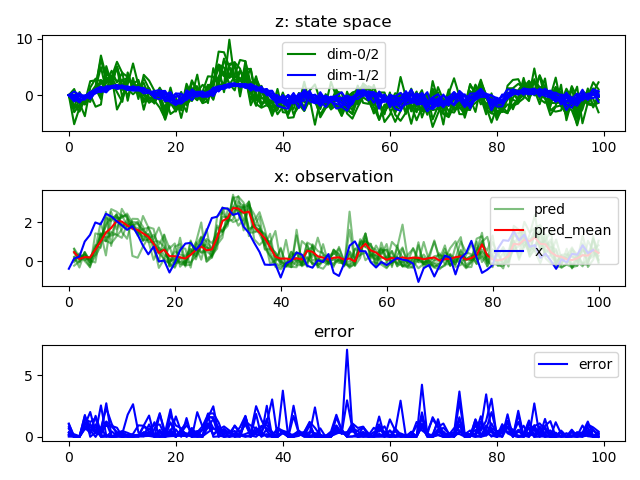 z: state space
10
0
dim-0/2
dim-1/2
0 20 40 60 80 100
x: observation
2
0
pred
pred_mean
x
0 20 40 60 80 100
error
5
0
error
0 20 40 60 80 100